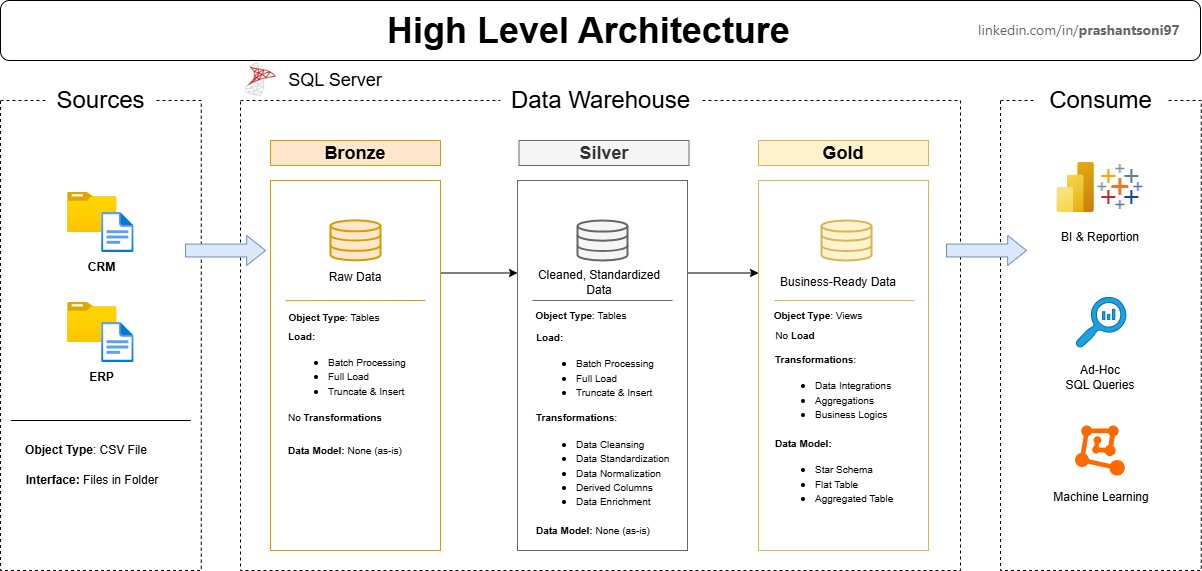 High Level Architecture
linkedin.com/in/prashantsoni97
SQL Server
Sources
Data Warehouse
Consume
CRM
ERP
Object Type: CSV File
Interface: Files in Folder
Bronze
Raw Data
Object Type: Tables
Load:
Batch Processing
Full Load
Truncate & Insert
No Transformations
Data Model: None (as-is)
Silver
Cleaned, Standardized
Data
Object Type: Tables
Load:
Batch Processing
Full Load
Truncate & Insert
Transformations:
Data Cleansing
Data Standardization
Data Normalization
Derived Columns
Data Enrichment
Data Model: None (as-is)
Gold
Business-Ready Data
Object Type: Views
No Load
Transformations:
Data Integrations
Aggregations
Business Logics
Data Model:
Star Schema
Flat Table
Aggregated Table
BI & Reportion
Ad-Hoc
SQL Queries
Machine Learning